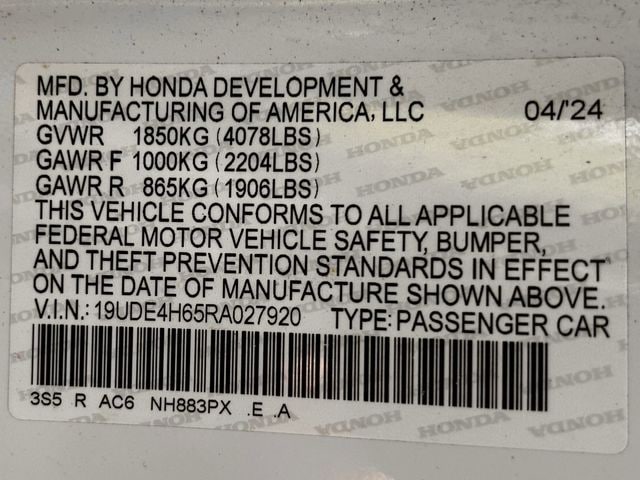 MFD. BY HONDA DEVELOPMENT &
MANUFACTURING OF AMERICA, LLC 04/'24
GVWR 1850KG (4078LBS)
GAWR F 1000KG (2204LBS)
GAWR R 865KG (1906LBS)
THIS VEHICLE CONFORMS TO ALL APPLICABLE
FEDERAL MOTOR VEHICLE SAFETY, BUMPER,
AND THEFT PREVENTION STANDARDS IN EFFECT
ON THE DATE OF MANUFACTURE SHOWN ABOVE.
V.I.N.: 19UDE4H65RA027920 TYPE: PASSENGER CAR
3S5 R AC6 NH883PX .E .A